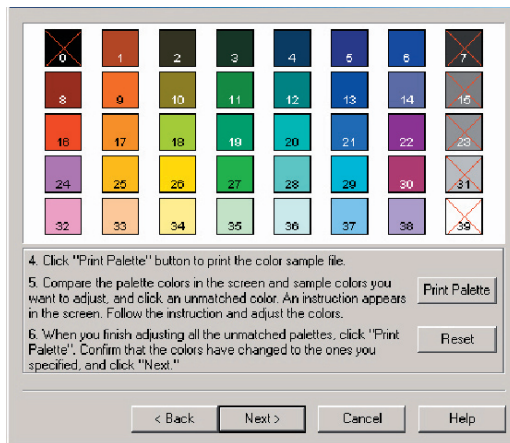 0 1 2 3 4 5 6 7
8 9 10 11 12 13 14 15
16 17 18 19 20 21 22 23
24 25 26 27 28 29 30 31
32 33 34 35 36 37 38 39
4. Click "Print Palette" button to print the color sample file.
5. Compare the palette colors in the screen and sample colors you
want to adjust, and click an unmatched color. An instruction appears
in the screen. Follow the instruction and adjust the colors.
Print Palette
6. When you finish adjusting all the unmatched palettes, click "Print
Palette". Confirm that the colors have changed to the ones you
specified, and click "Next."
Reset
< Back
Next >
Cancel
Help